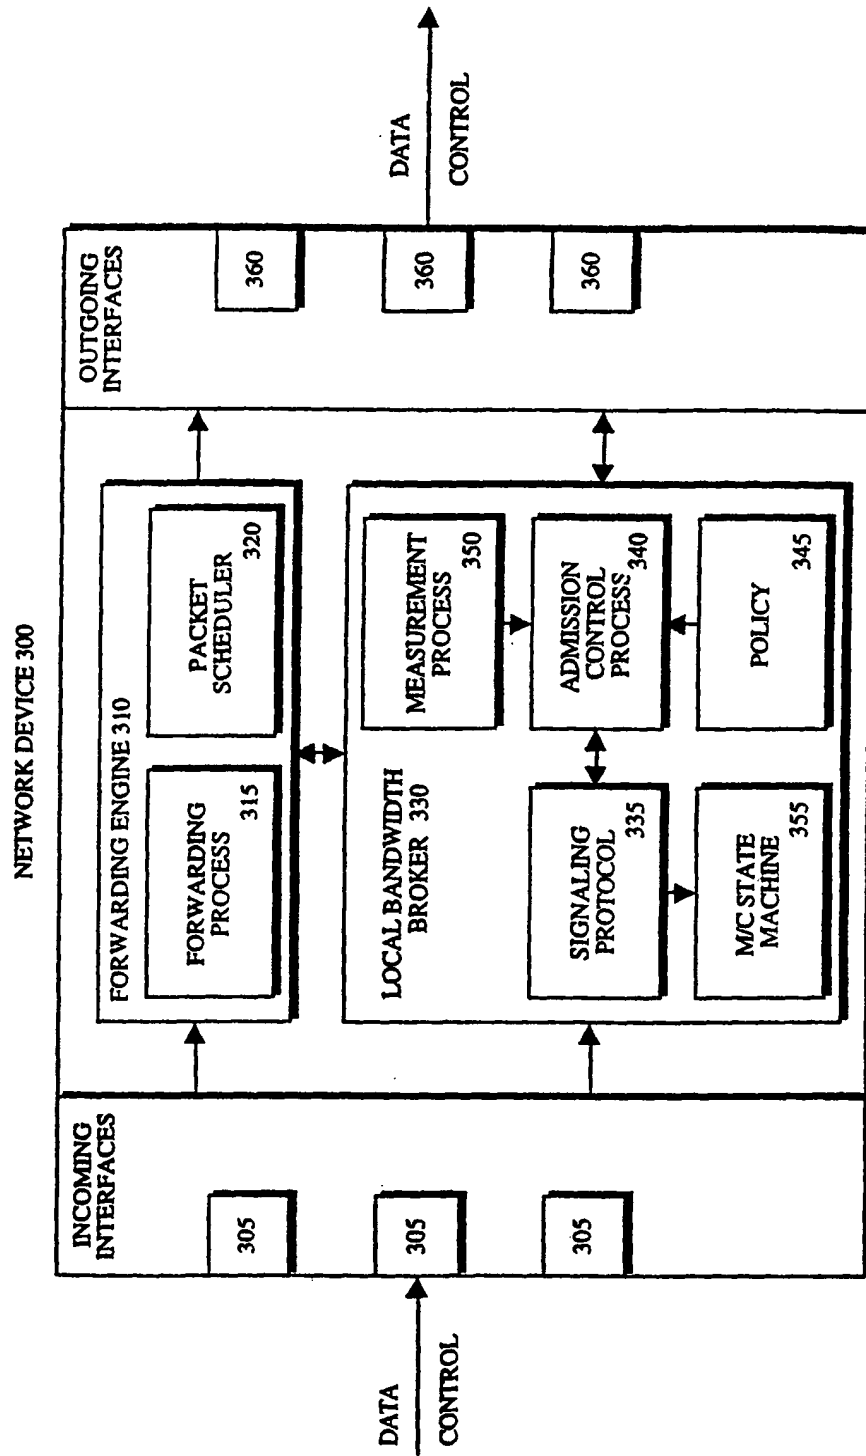 NETWORK DEVICE 300
INCOMING
INTERFACES
305
305
305
DATA
CONTROL
FORWARDING ENGINE 310
FORWARDING
PROCESS
315
PACKET
SCHEDULER
320
LOCAL BANDWIDTH
BROKER 330
MEASUREMENT
PROCESS
350
SIGNALING
PROTOCOL
335
ADMISSION
CONTROL
PROCESS
340
M/C STATE
MACHINE
355
POLICY
345
OUTGOING
INTERFACES
360
360
360
DATA
CONTROL